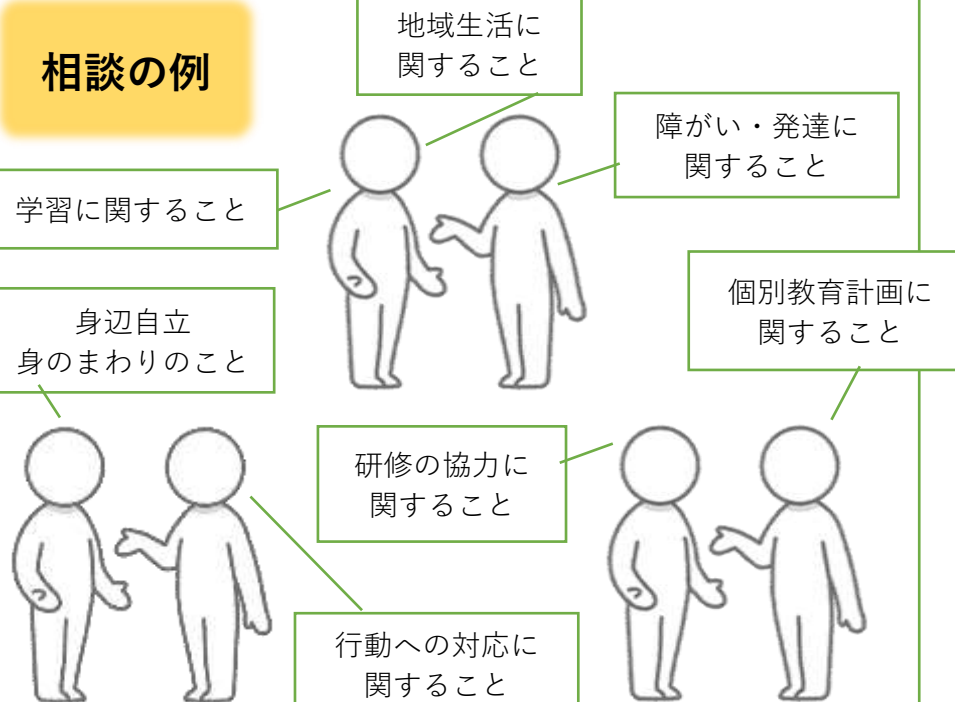 相談の例
地域生活に
関すること
障がい・発達に
関すること
学習に関すること
個別教育計画に
関すること
身辺自立
身のまわりのこと
研修の協力に
関すること
行動への対応に
関すること